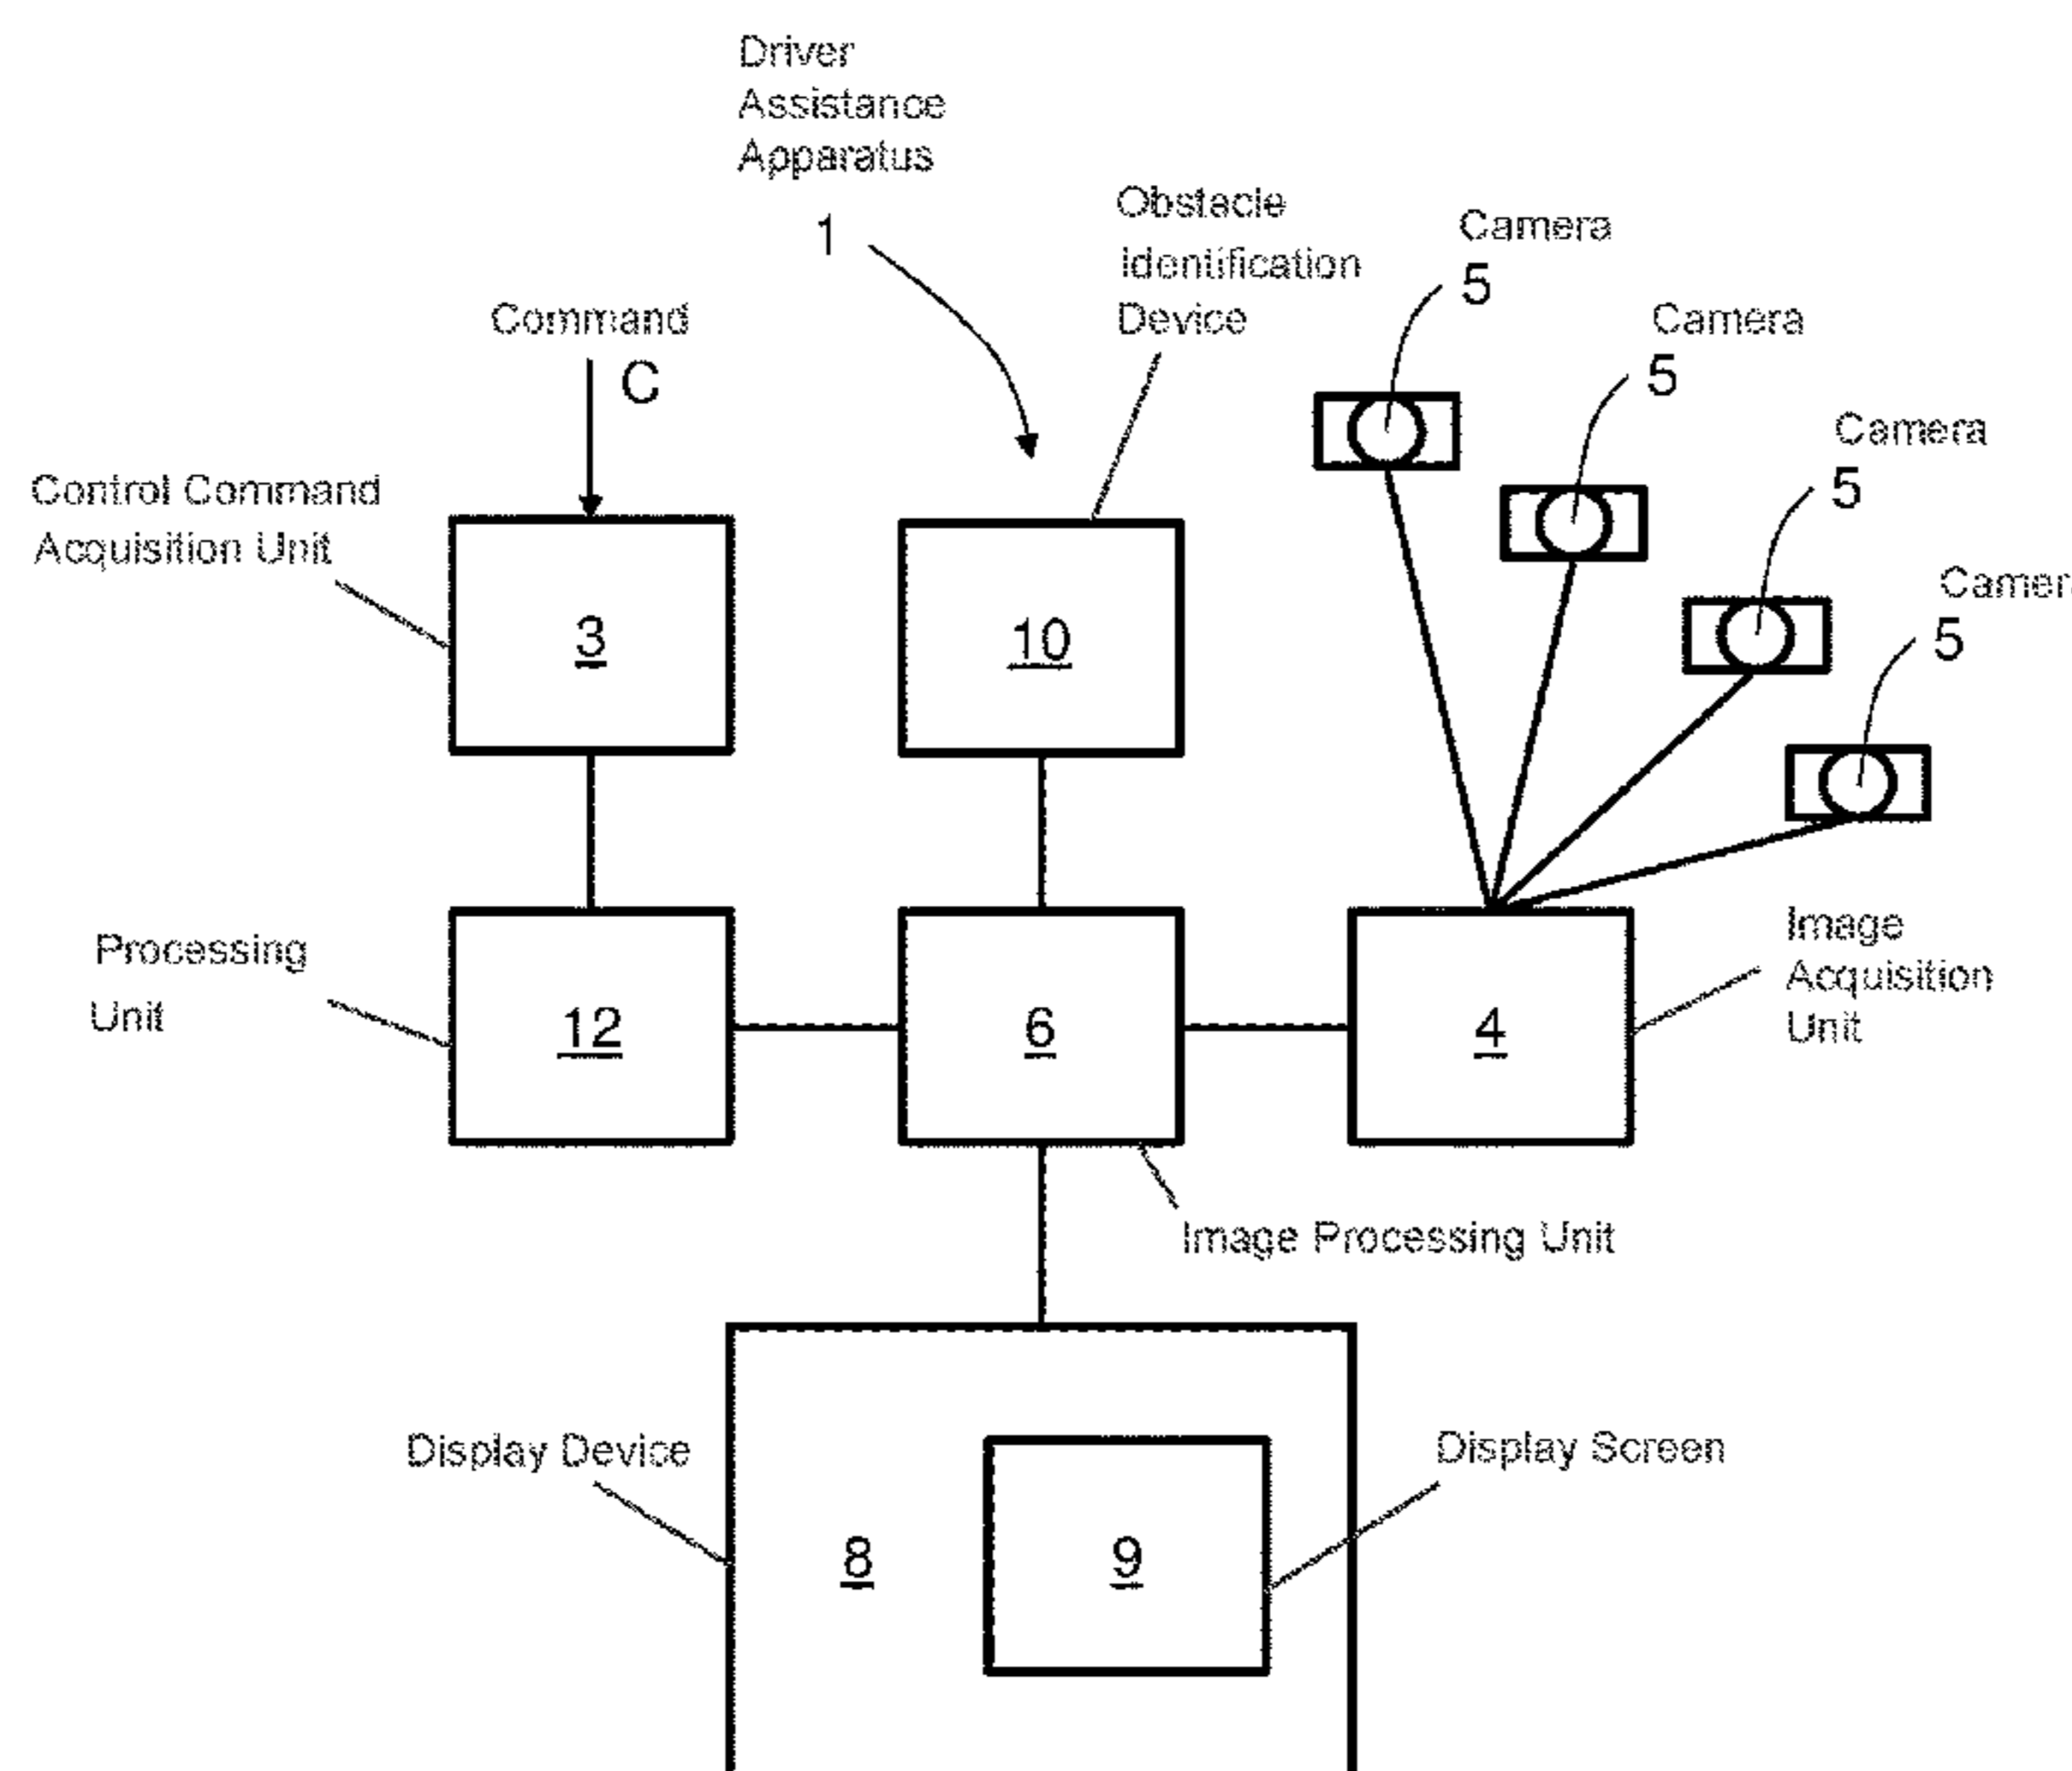 Driver
Assistance
Apparatus
1
Obstacle
Identification
Device
Camera
5
Camera
5
Camera
5
Camer
5
Command
C
Control Command
Acquisition Unit
3
10
Processing
Unit
12
6
4
Image
Acquisition
Unit
Image Processing Unit
Display Device
8
9
Display Screen